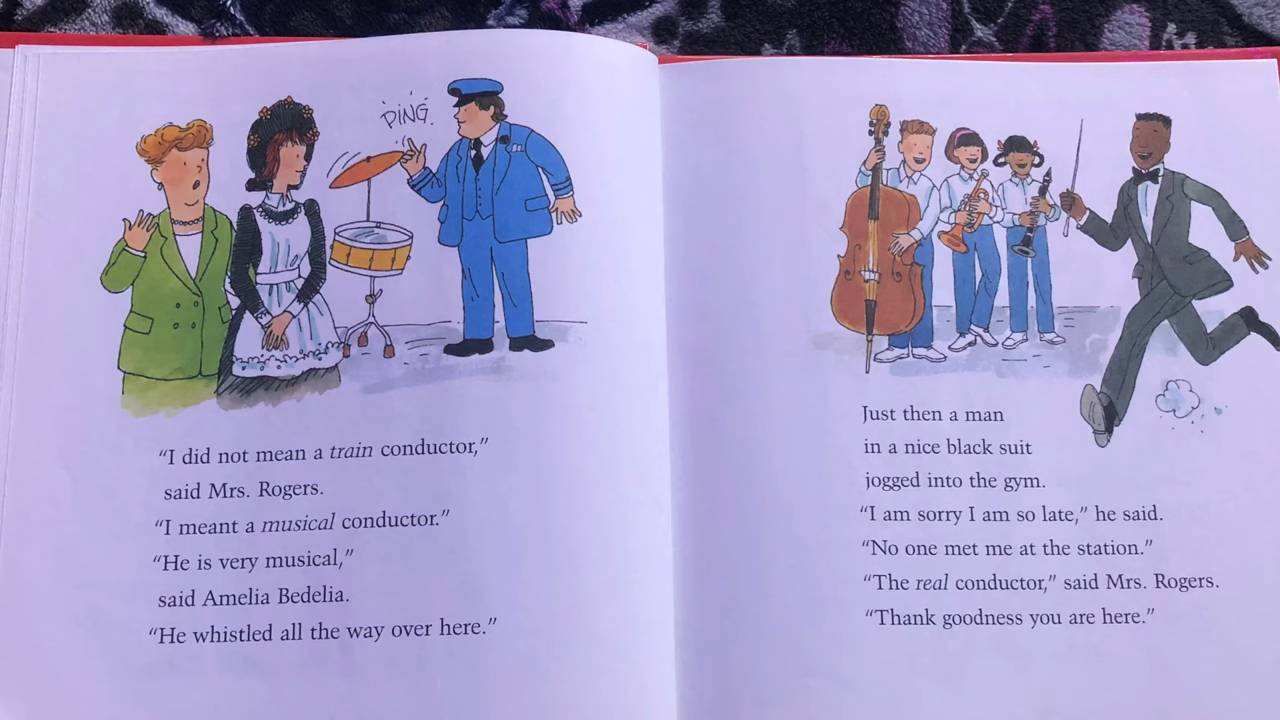 PING
“I did not mean a train conductor,”
said Mrs. Rogers.
“I meant a musical conductor.”
“He is very musical,”
said Amelia Bedelia.
“He whistled all the way over here.”
Just then a man
in a nice black suit
jogged into the gym.
“I am sorry I am so late,” he said.
“No one met me at the station.”
“The real conductor,” said Mrs. Rogers.
“Thank goodness you are here.”